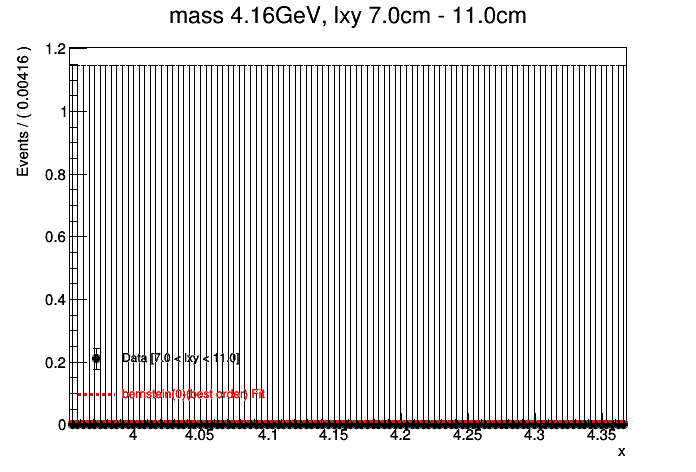 mass 4.16GeV, lxy 7.0cm - 11.0cm
Events / ( 0.00416 )
1.2
1
0.8
0.6
0.4
0.2
0
Data [7.0 < lxy < 11.0]
bernstein(0)(best order) Fit
4 4.05 4.1 4.15 4.2 4.25 4.3 4.35
x